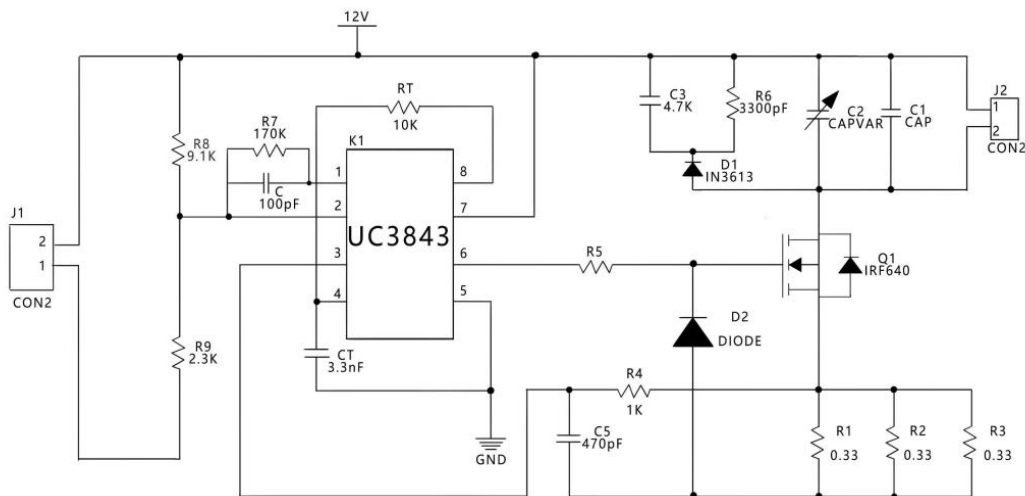 12V
J2
1
2
CON2
C3
4.7K
R6
3300pF
C2
CAPVAR
C1
CAP
RT
10K
R7
170K
R8
9.1K
K1
C
100pF
D1
IN3613
1
8
2
7
UC3843
3
6
4
5
J1
2
1
CON2
R5
Q1
IRF640
D2
DIODE
R9
2.3K
CT
3.3nF
R4
1K
C5
470pF
GND
R1
0.33
R2
0.33
R3
0.33